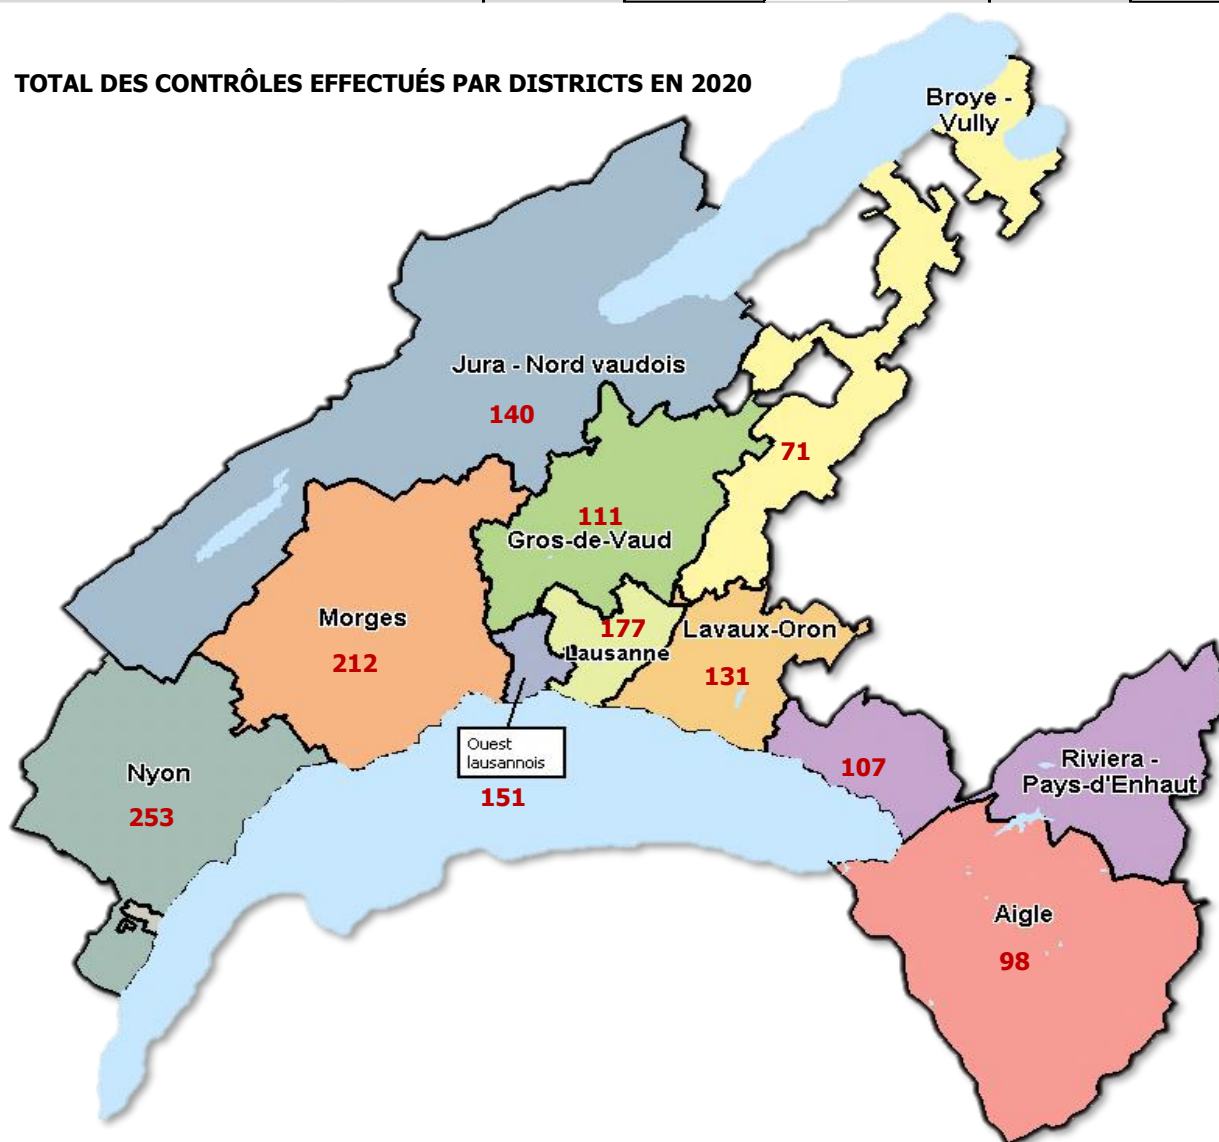 TOTAL DES CONTRÔLES EFFECTUÉS PAR DISTRICTS EN 2020
Broye -
Vully
Jura - Nord vaudois
140
71
111
Gros-de-Vaud
Morges
212
177
Lausanne
Lavaux-Oron
131
Ouest
lausannois
151
Nyon
253
107
Riviera -
Pays-d'Enhaut
Aigle
98